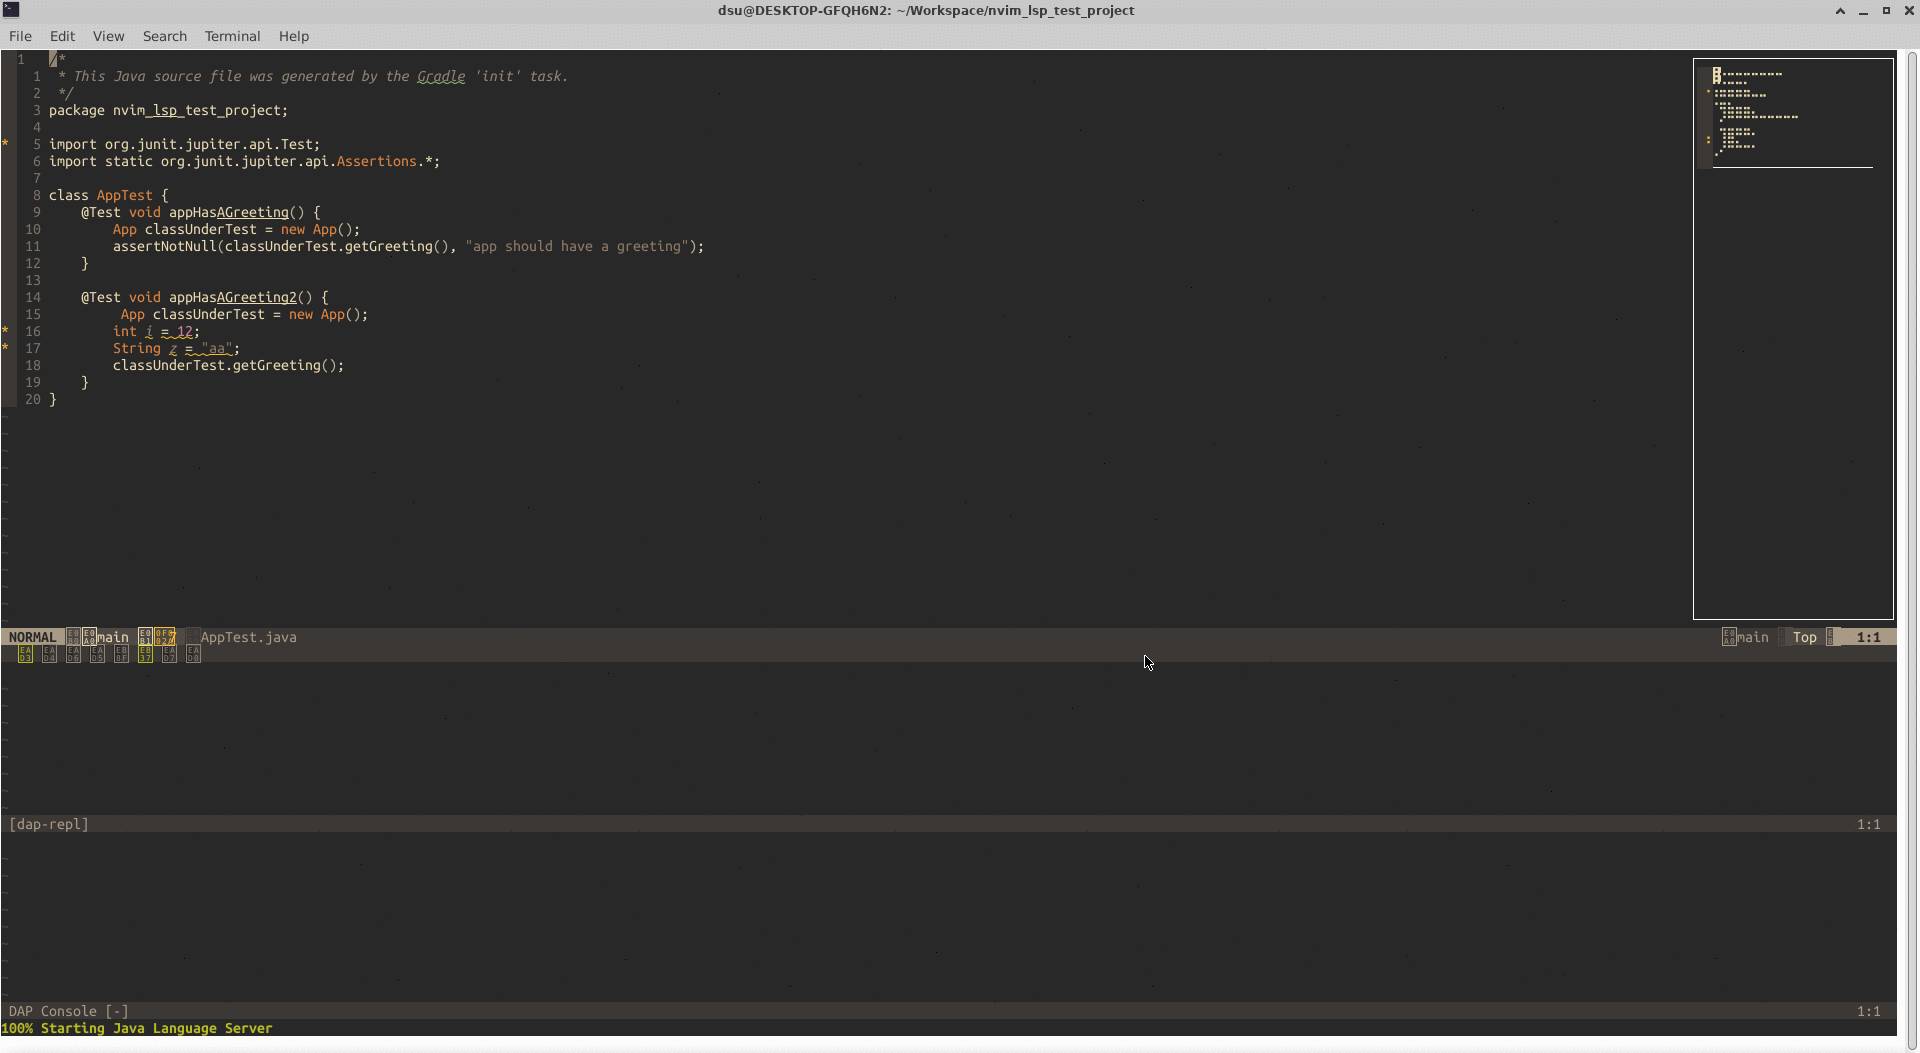 dsu@DESKTOP-GFQH6N2: ~/Workspace/nvim_lsp_test_project
File Edit View Search Terminal Help
1 /*
1 * This Java source file was generated by the Gradle 'init' task.
2 */
3 package nvim_lsp_test_project;
4
* 5 import org.junit.jupiter.api.Test;
6 import static org.junit.jupiter.api.Assertions.*;
7
8 class AppTest {
9 @Test void appHasAGreeting() {
10 App classUnderTest = new App();
11 assertNotNull(classUnderTest.getGreeting(), "app should have a greeting");
12 }
13
14 @Test void appHasAGreeting2() {
15 App classUnderTest = new App();
* 16 int i = 12;
* 17 String z = "aa";
18 classUnderTest.getGreeting();
19 }
20 }
NORMAL main AppTest.java main Top 1:1
[dap-repl] 1:1
DAP Console [-] 1:1
100% Starting Java Language Server